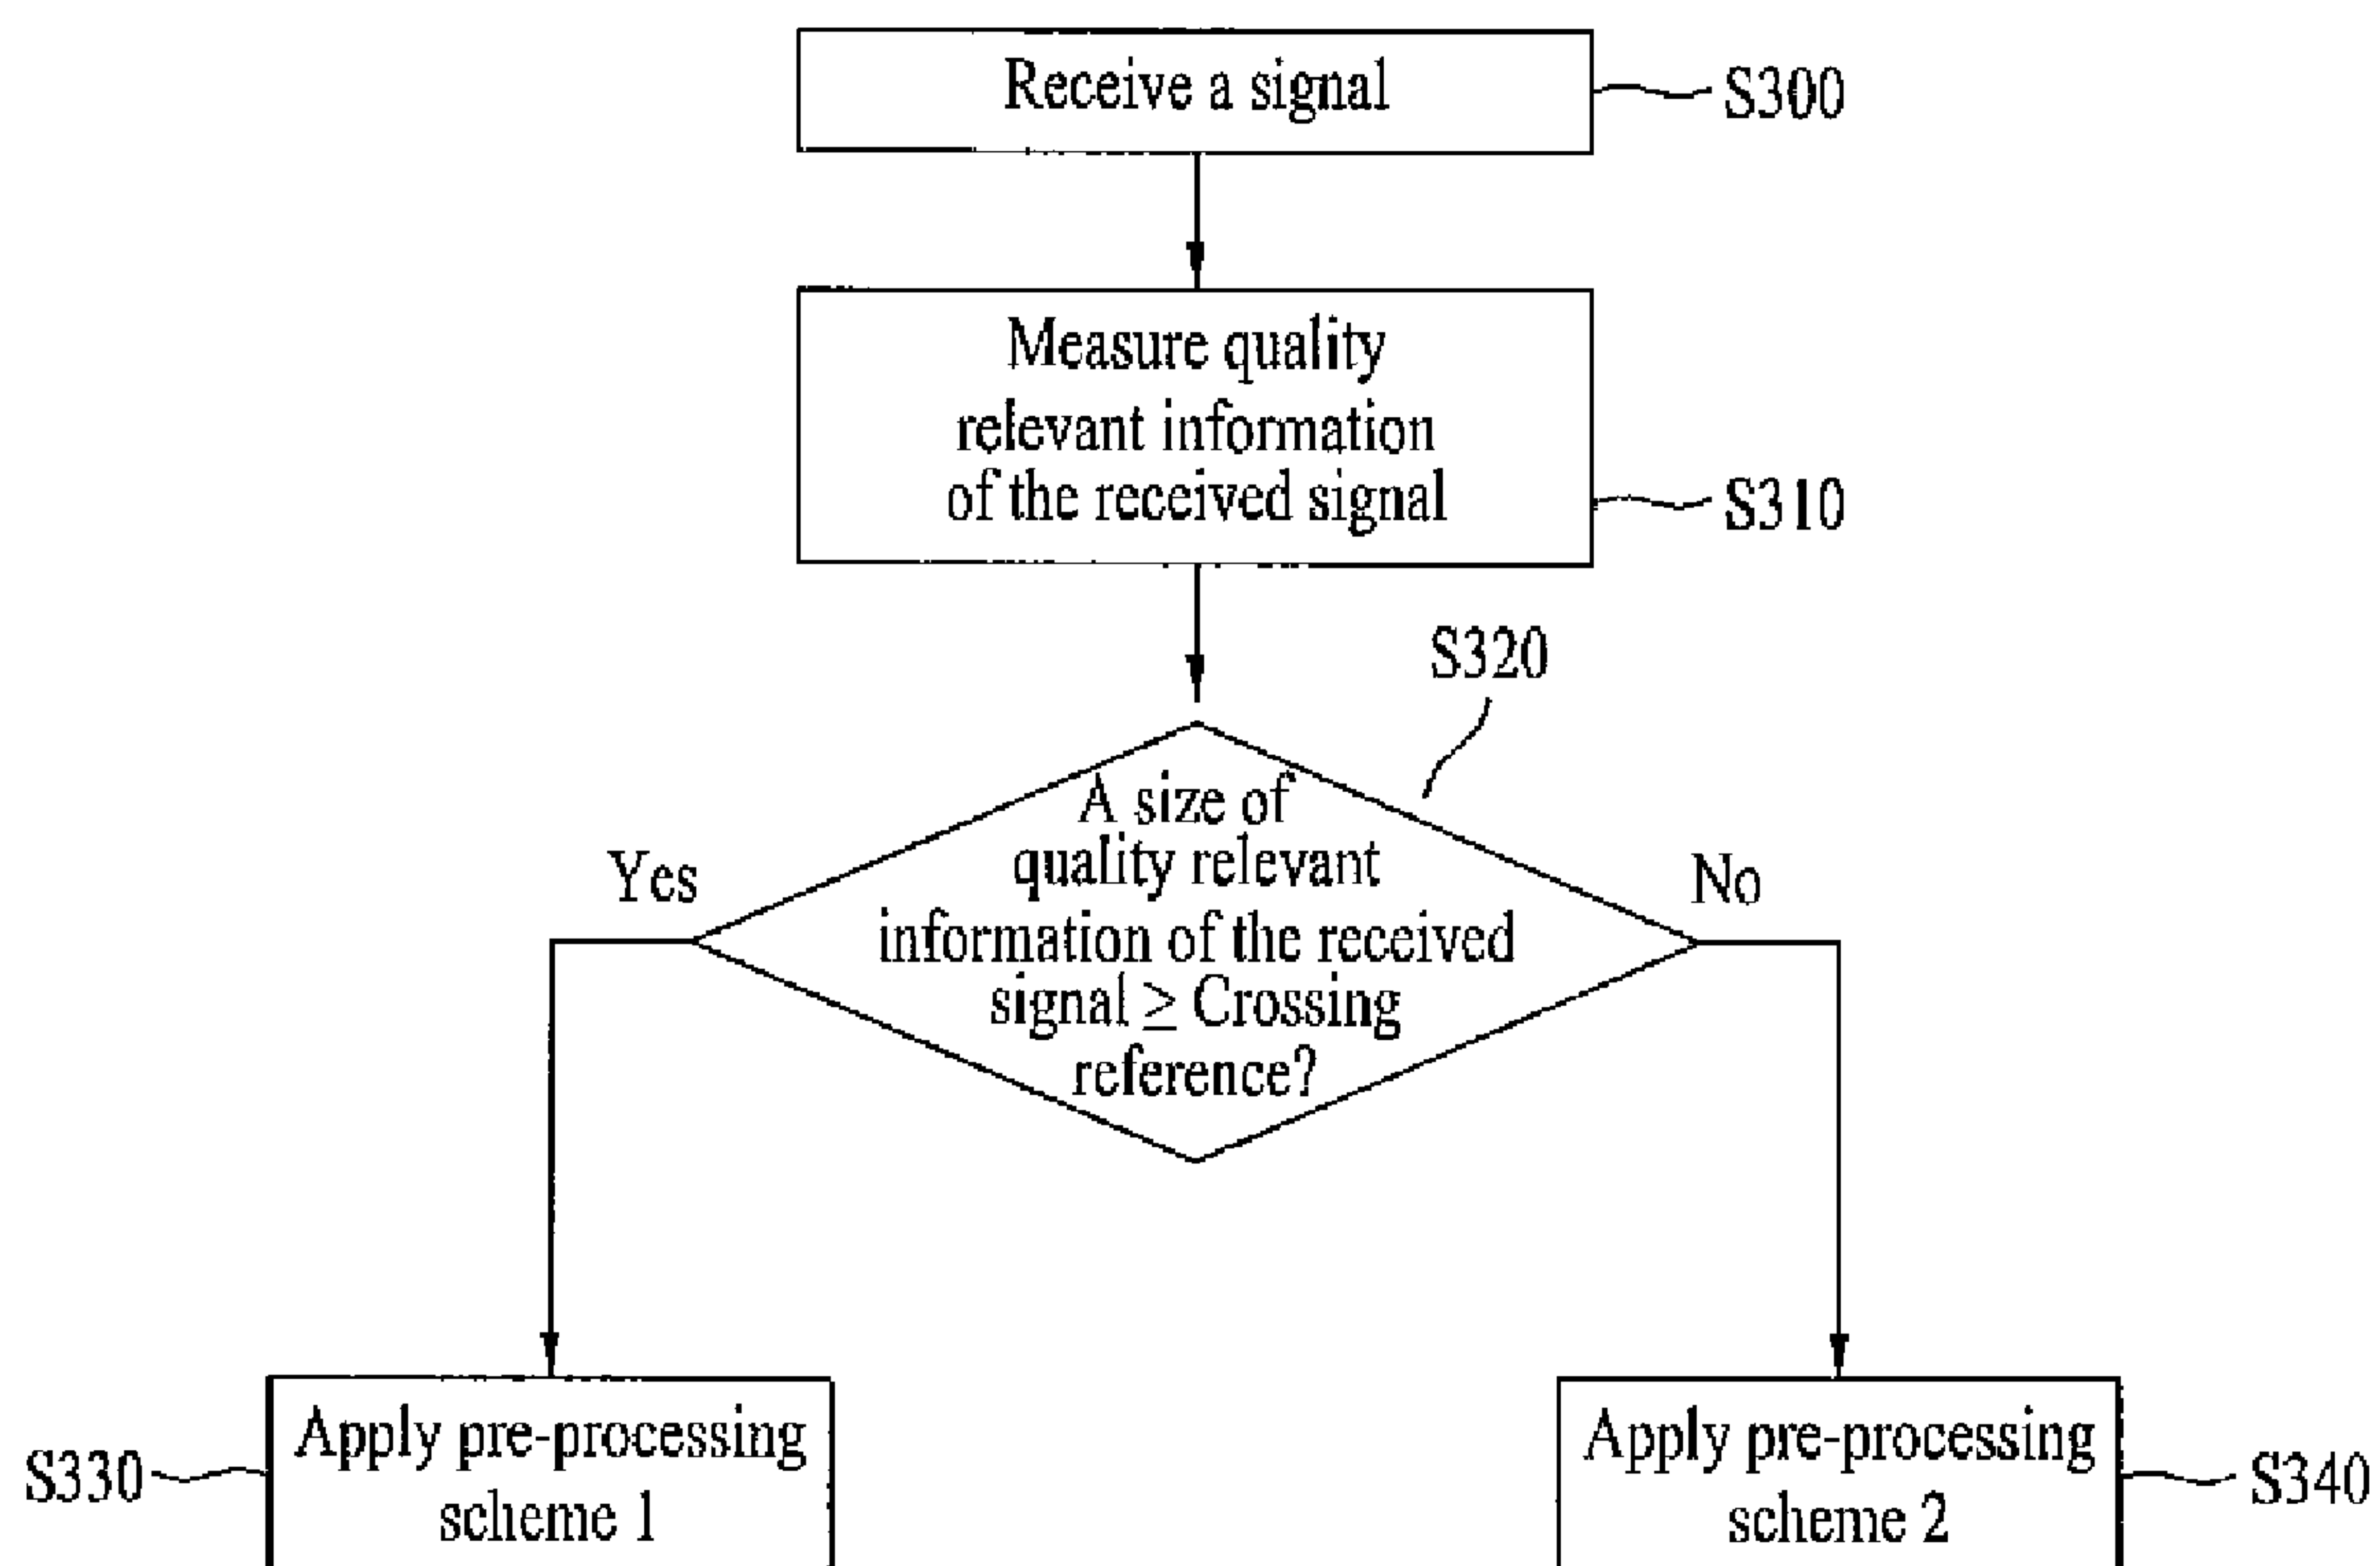 Receive a signal
S300
Measure quality
relevant information
of the received signal
S310
S320
A size of
quality relevant
information of the received
signal ≥ Crossing
reference?
Yes
No
Apply pre-processing
scheme 1
S330
Apply pre-processing
scheme 2
S340